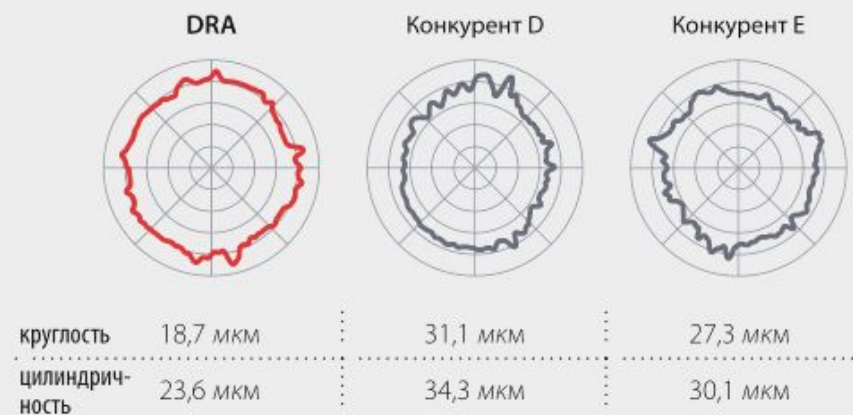 DRA Конкурент D Конкурент E
круглость 18,7 мкм 31,1 мкм 27,3 мкм
цилиндрич-
ность 23,6 мкм 34,3 мкм 30,1 мкм